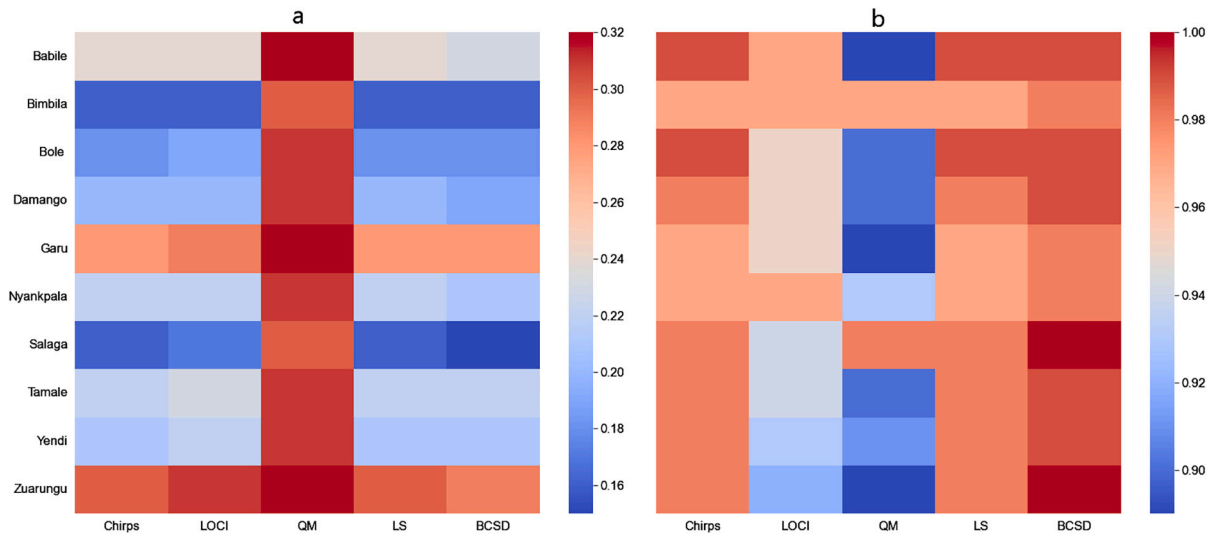 a
b
Babile
Bimbila
Bole
Damango
Garu
Nyankpala
Salaga
Tamale
Yendi
Zuarungu
0.32
0.30
0.28
0.26
0.24
0.22
0.20
0.18
0.16
1.00
0.98
0.96
0.94
0.92
0.90
Chirps LOCI QM LS BCSD
Chirps LOCI QM LS BCSD